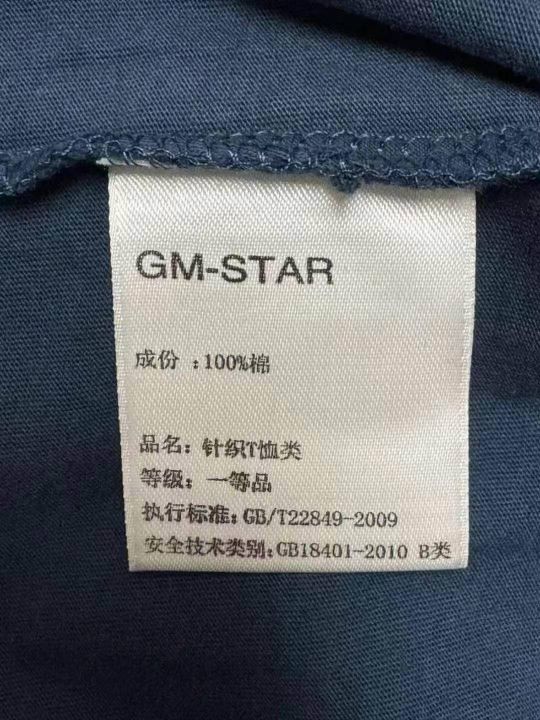 GM-STAR
成份 :100%棉
品名: 针织T恤类
等级: 一等品
执行标准: GB/T22849-2009
安全技术类别: GB18401-2010 B类